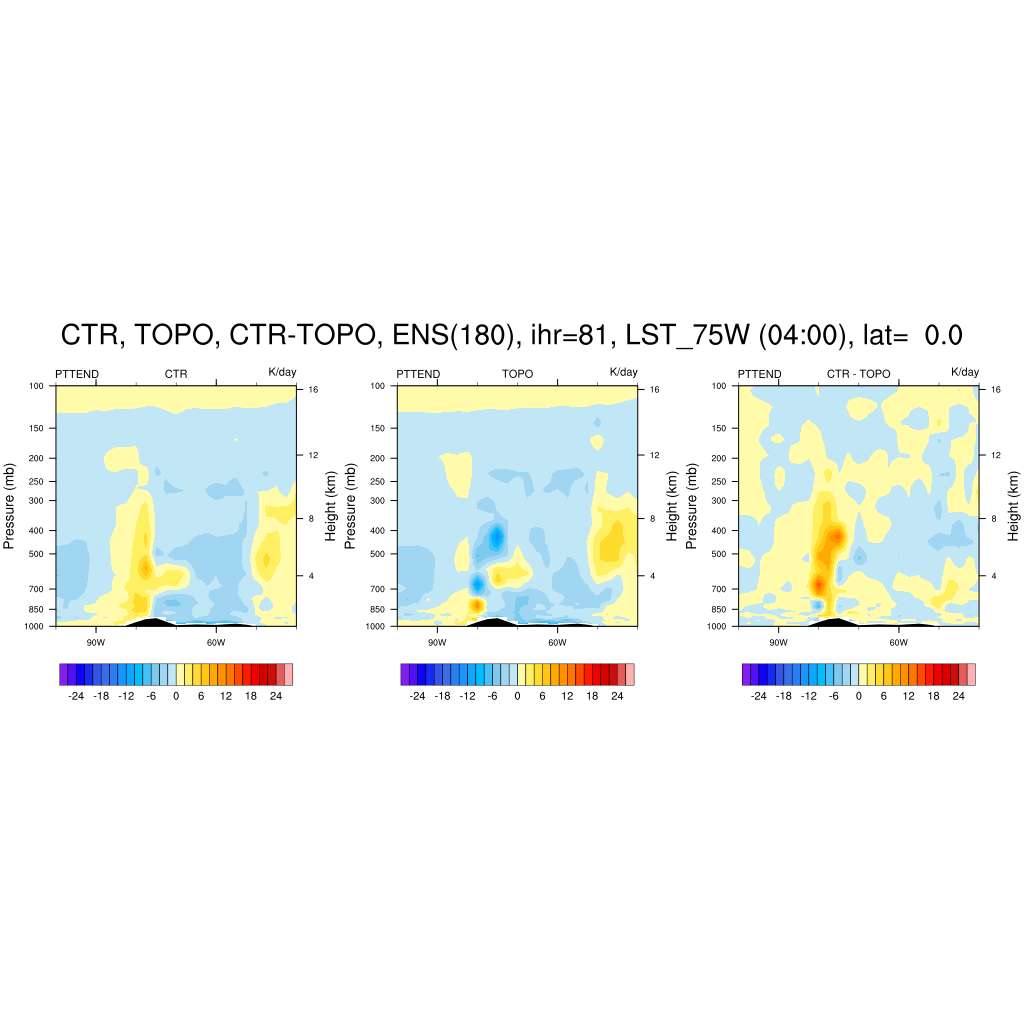 CTR, TOPO, CTR-TOPO, ENS(180), ihr=81, LST_75W (04:00), lat= 0.0
PTTEND CTR K/day
100
150
200
250
300
400
500
700
850
1000
Pressure (mb)
16
12
8
4
Height (km)
90W 60W
-24 -18 -12 -6 0 6 12 18 24
PTTEND TOPO K/day
100
150
200
250
300
400
500
700
850
1000
Pressure (mb)
16
12
8
4
Height (km)
90W 60W
-24 -18 -12 -6 0 6 12 18 24
PTTEND CTR - TOPO K/day
100
150
200
250
300
400
500
700
850
1000
Pressure (mb)
16
12
8
4
Height (km)
90W 60W
-24 -18 -12 -6 0 6 12 18 24